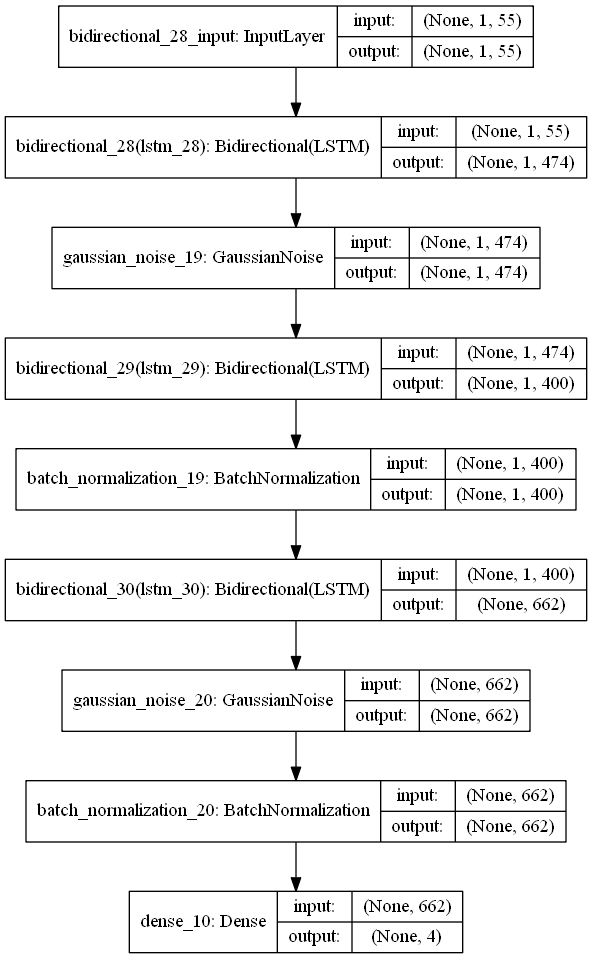 bidirectional_28_input: InputLayer
input: (None, 1, 55)
output: (None, 1, 55)
bidirectional_28(lstm_28): Bidirectional(LSTM)
input: (None, 1, 55)
output: (None, 1, 474)
gaussian_noise_19: GaussianNoise
input: (None, 1, 474)
output: (None, 1, 474)
bidirectional_29(lstm_29): Bidirectional(LSTM)
input: (None, 1, 474)
output: (None, 1, 400)
batch_normalization_19: BatchNormalization
input: (None, 1, 400)
output: (None, 1, 400)
bidirectional_30(lstm_30): Bidirectional(LSTM)
input: (None, 1, 400)
output: (None, 662)
gaussian_noise_20: GaussianNoise
input: (None, 662)
output: (None, 662)
batch_normalization_20: BatchNormalization
input: (None, 662)
output: (None, 662)
dense_10: Dense
input: (None, 662)
output: (None, 4)